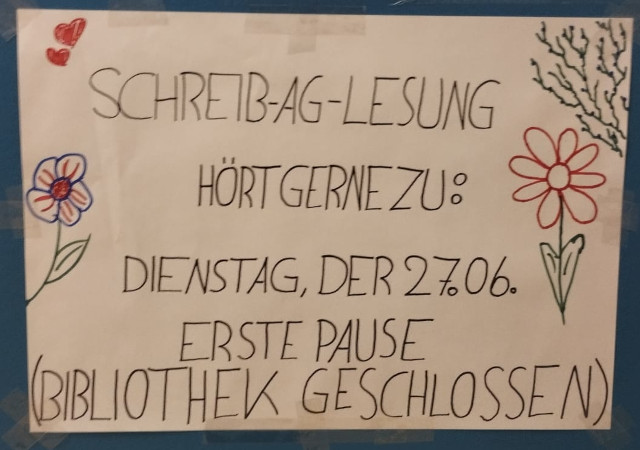 SCHREIB-AG-LESUNG
HÖRT GERNE ZU:
DIENSTAG, DER 27.06.
ERSTE PAUSE
(BIBLIOTHEK GESCHLOSSEN)